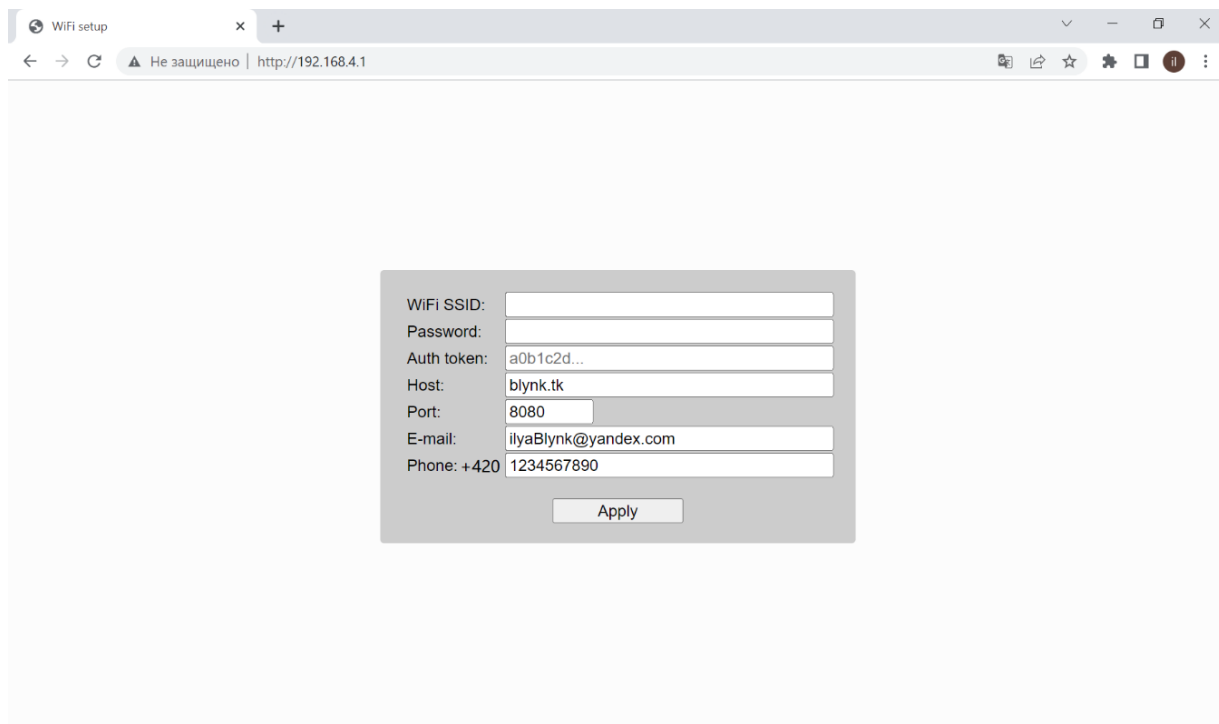 WiFi setup
Не защищено | http://192.168.4.1
il
WiFi SSID:
Password:
Auth token: a0b1c2d...
Host: blynk.tk
Port: 8080
E-mail: ilyaBlynk@yandex.com
Phone: +420 1234567890
Apply